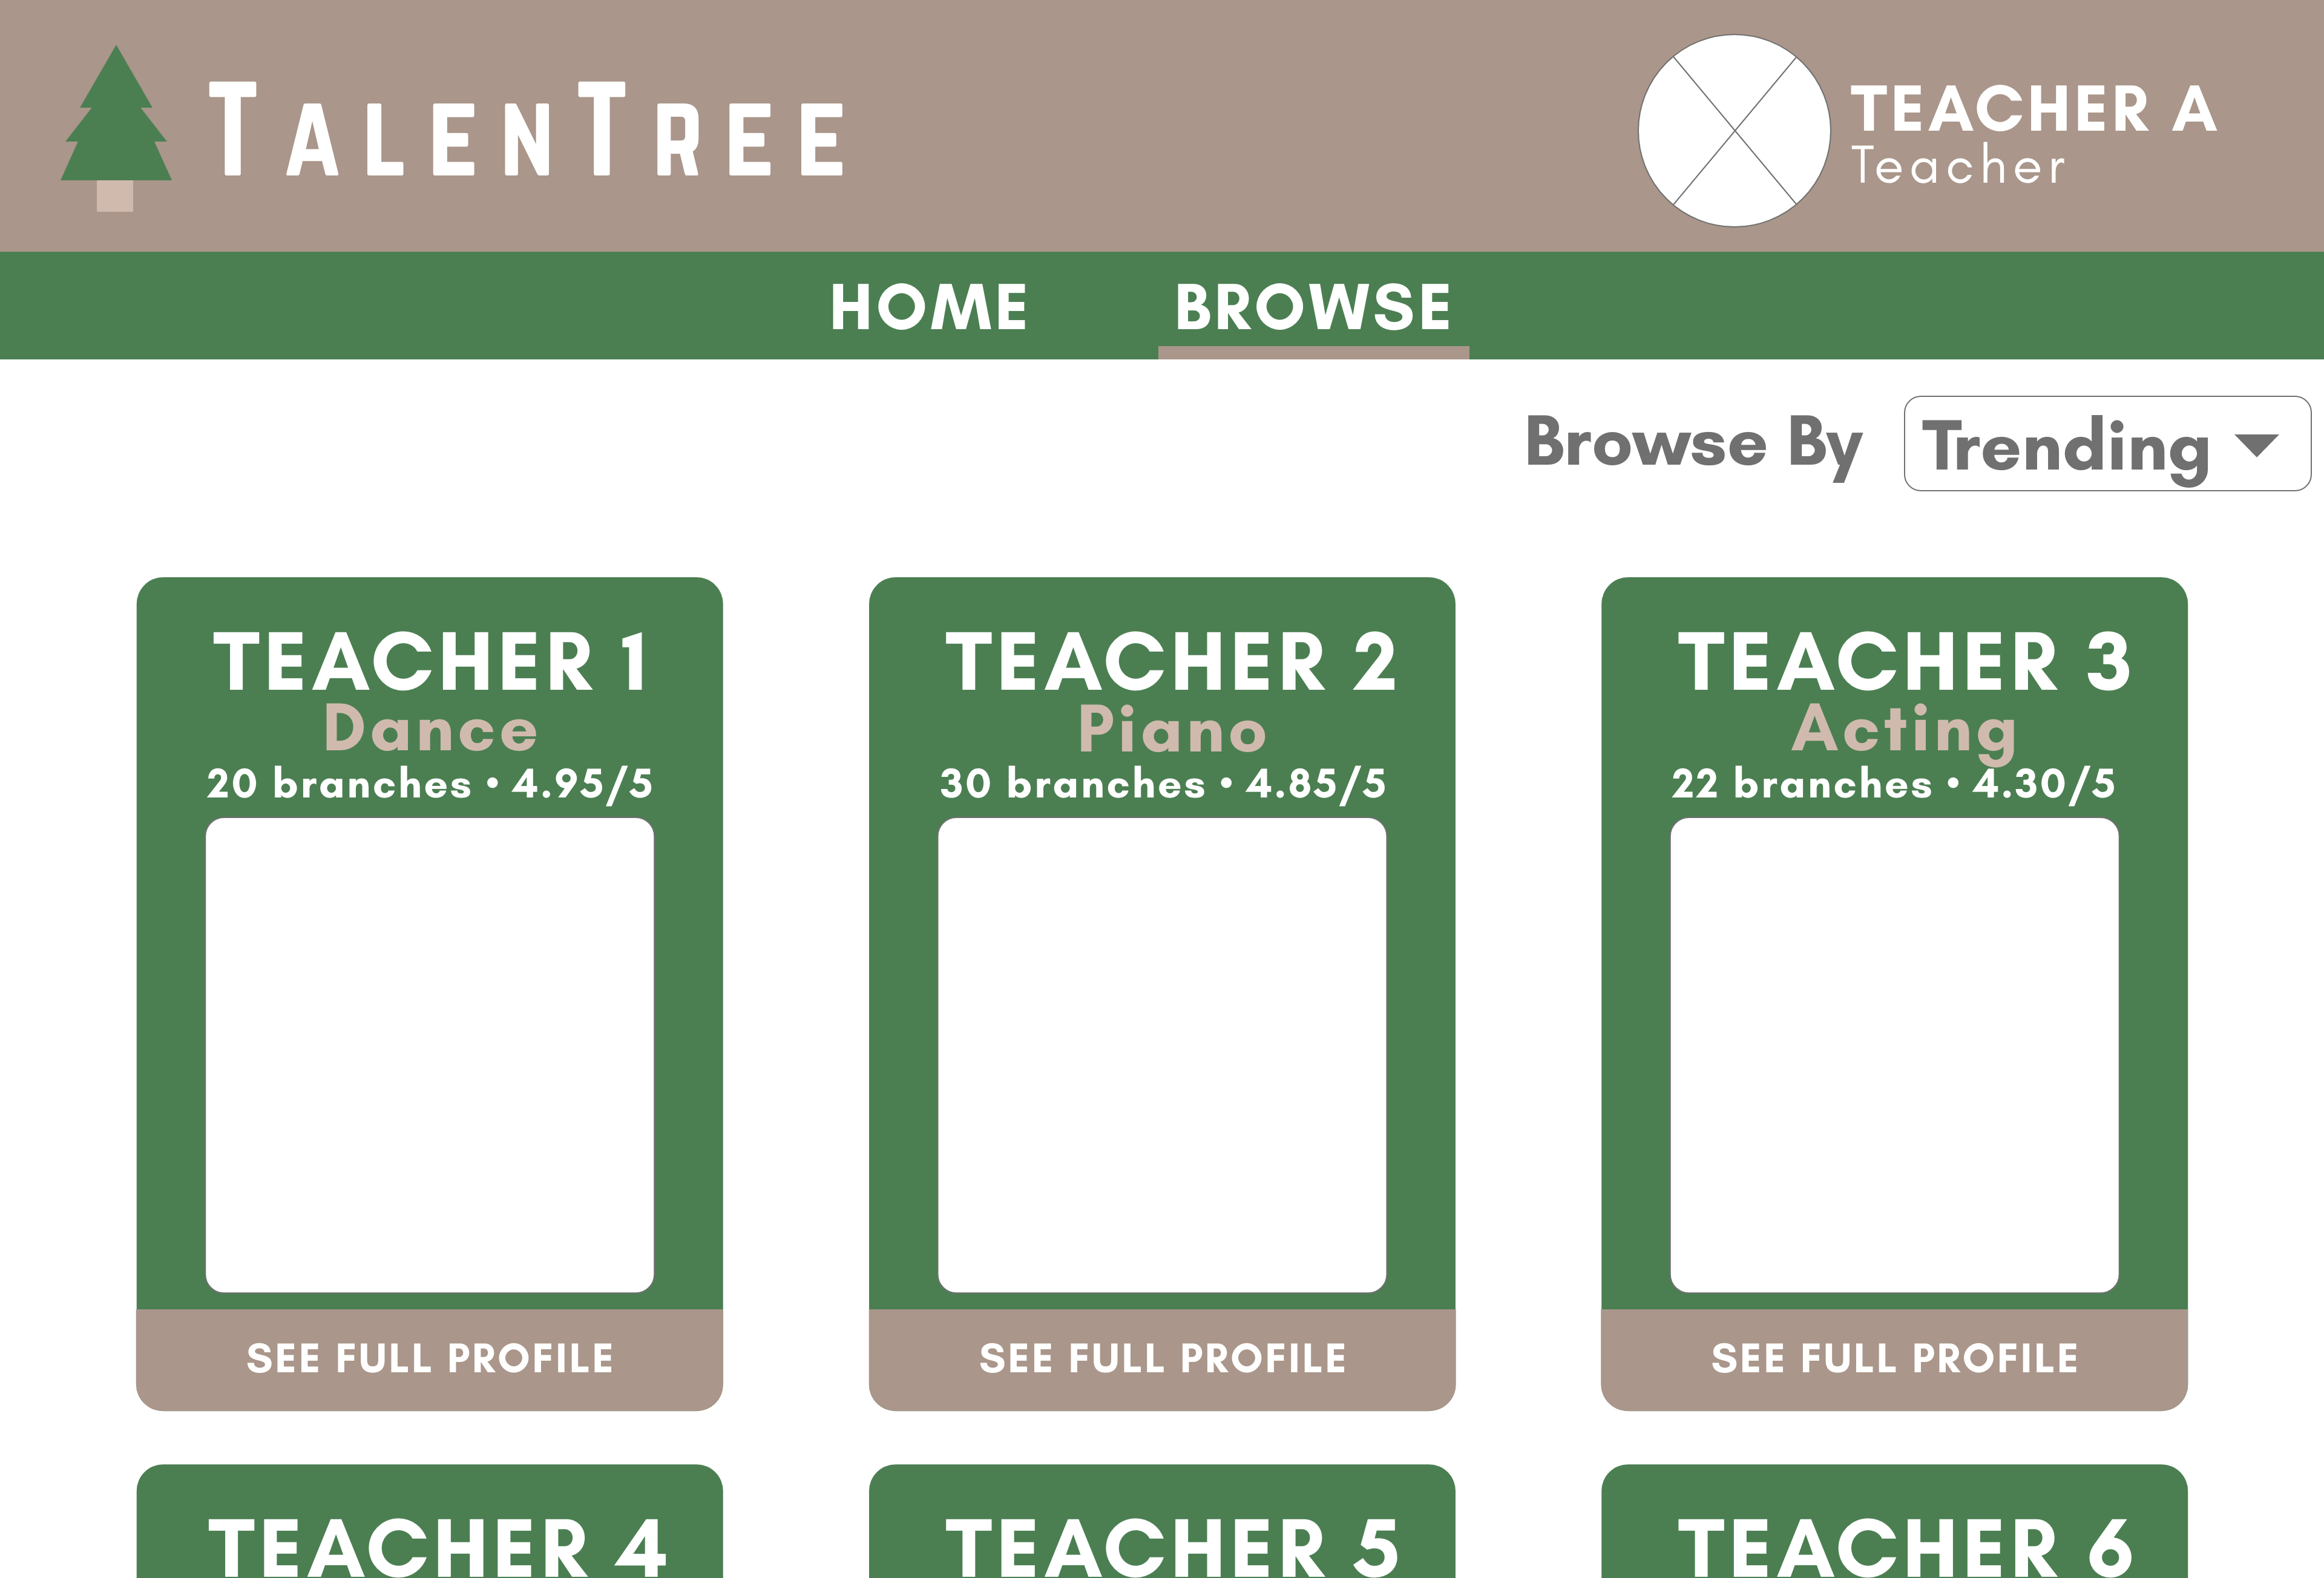 TALENTREE
TEACHER A
Teacher
HOME BROWSE
Browse By Trending
TEACHER 1
Dance
20 branches • 4.95/5
SEE FULL PROFILE
TEACHER 2
Piano
30 branches • 4.85/5
SEE FULL PROFILE
TEACHER 3
Acting
22 branches • 4.30/5
SEE FULL PROFILE
TEACHER 4
TEACHER 5
TEACHER 6